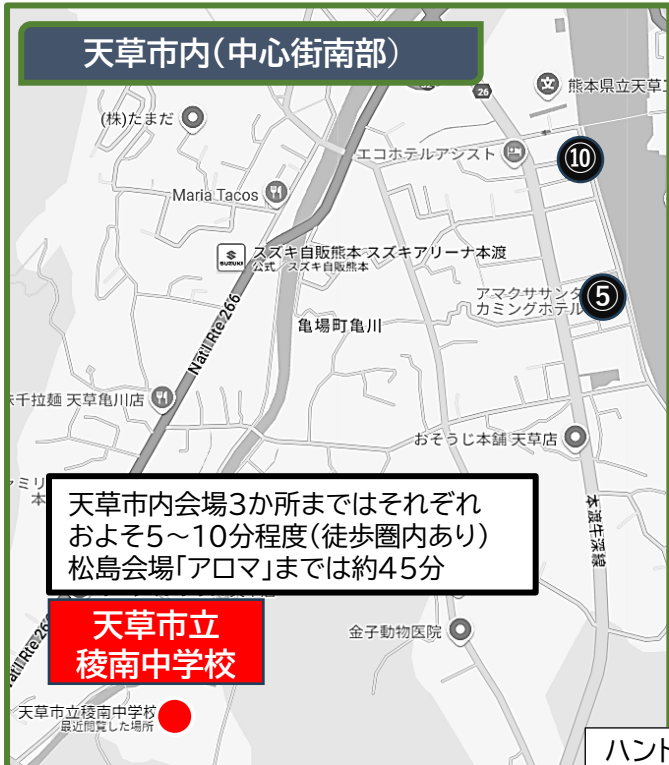 天草市内(中心街南部)
26
熊本県立天草工
(株)たまだ
エコホテルアシスト
⑩
Maria Tacos
SUZUKI
スズキ自販熊本 スズキアリーナ本渡
公式 スズキ自販熊本
アマクササンタ
カミングホテル
⑤
Nat'l Rte 266
亀場町亀川
千拉麺 天草亀川店
おそうじ本舗 天草店
ァミリ
本
天草市内会場3か所まではそれぞれ
およそ5~10分程度(徒歩圏内あり)
松島会場「アロマ」までは約45分
本渡牛深線
天草市立
稜南中学校
金子動物医院
Nat'l Rte 266
天草市立稜南中学校
最近閲覧した場所
ハント